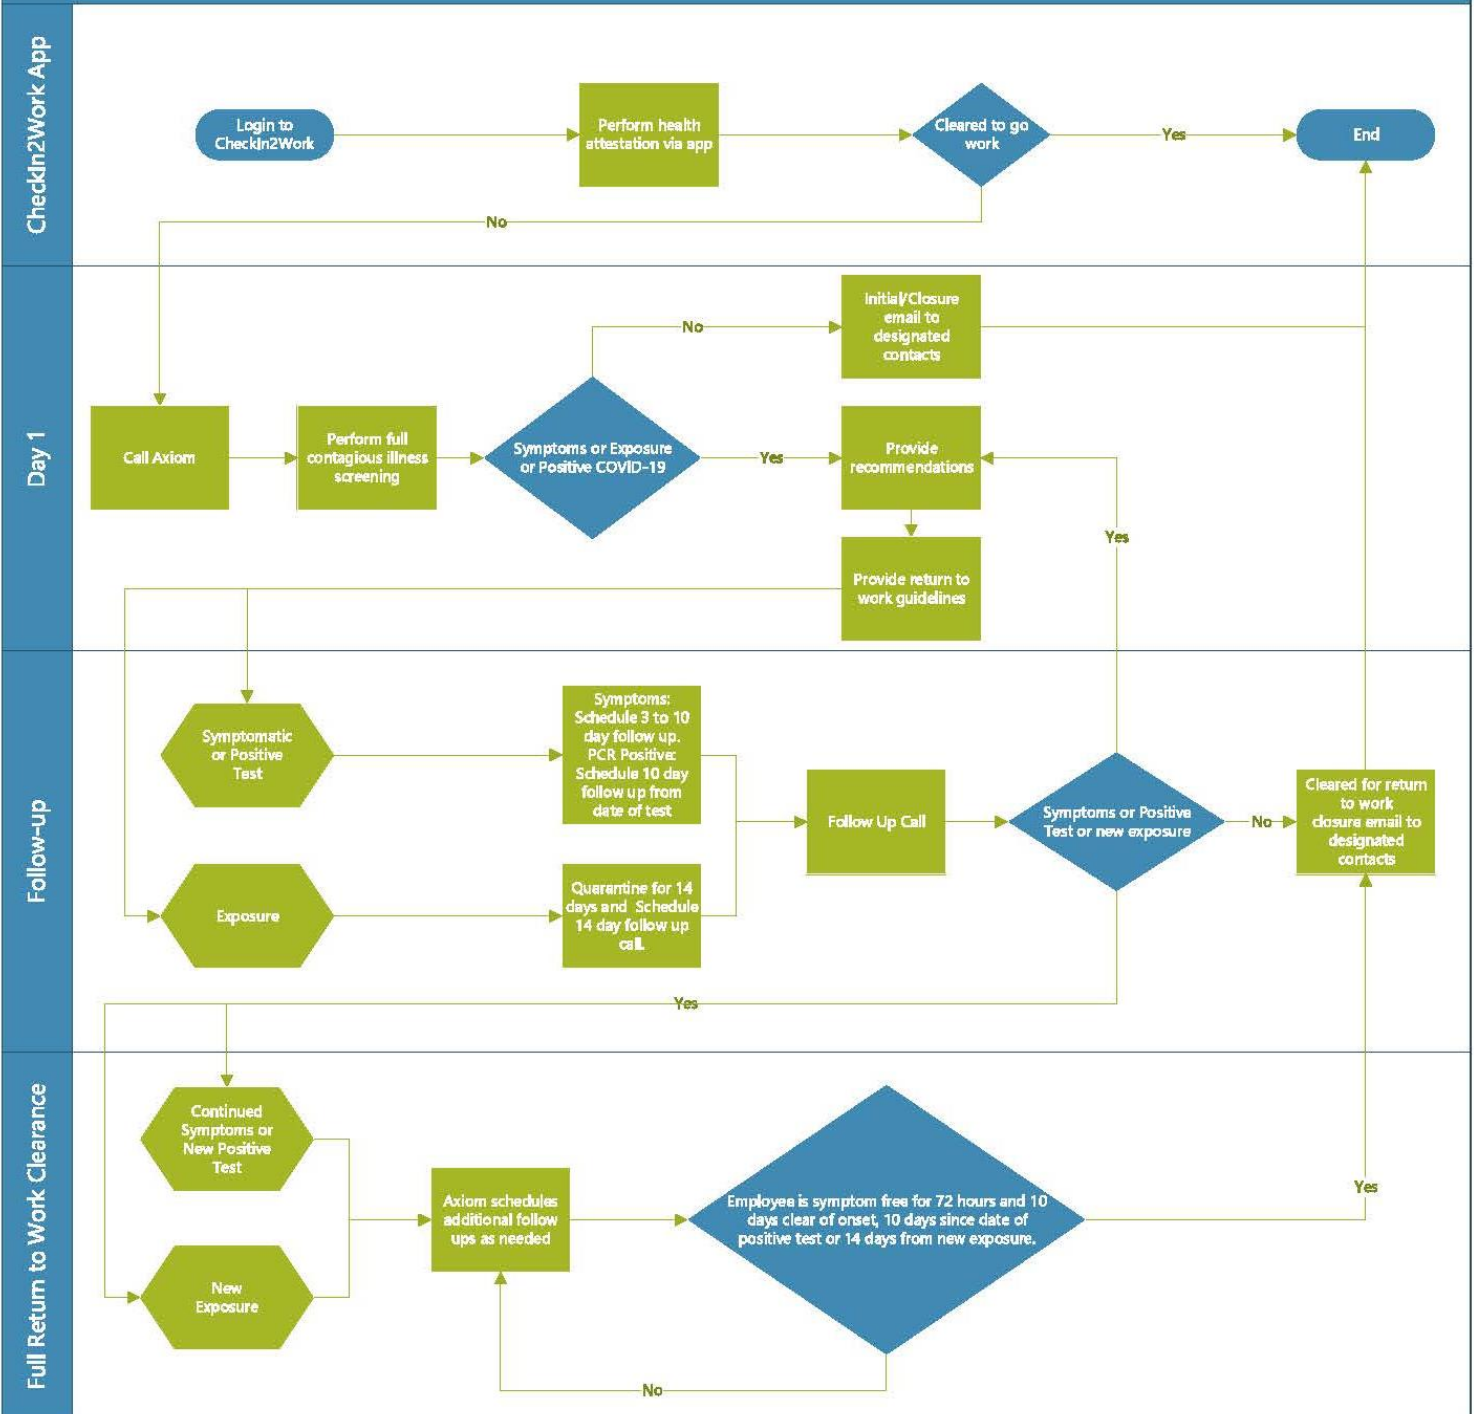 CheckIn2Work App
Login to
CheckIn2Work
Perform health
attestation via app
Cleared to go
work
Yes
End
No
Day 1
Initial/Closure
email to
designated
contacts
No
Call Axiom
Perform full
contagious illness
screening
Symptoms or Exposure
or Positive COVID-19
Yes
Provide
recommendations
Yes
Provide return to
work guidelines
Follow-up
Symptomatic
or Positive
Test
Symptoms:
Schedule 3 to 10
day follow up.
PCR Positive:
Schedule 10 day
follow up from
date of test
Follow Up Call
Symptoms or Positive
Test or new exposure
No
Cleared for return
to work
closure email to
designated
contacts
Exposure
Quarantine for 14
days and Schedule
14 day follow up
call.
Yes
Full Return to Work Clearance
Continued
Symptoms or
New Positive
Test
Axiom schedules
additional follow
ups as needed
Employee is symptom free for 72 hours and 10
days clear of onset, 10 days since date of
positive test or 14 days from new exposure.
Yes
New
Exposure
No